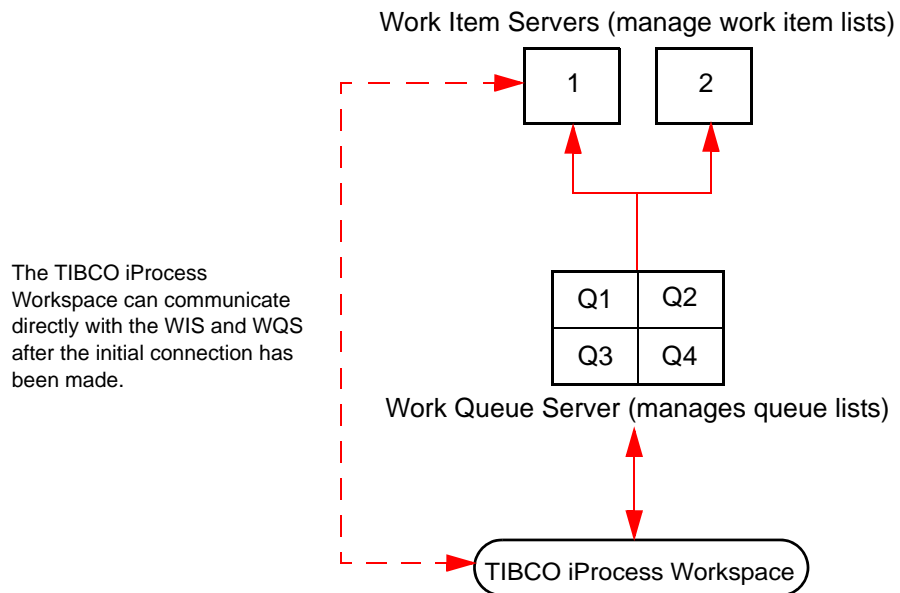 Work Item Servers (manage work item lists)
1
2
The TIBCO iProcess
Workspace can communicate
directly with the WIS and WQS
after the initial connection has
been made.
Q1
Q2
Q3
Q4
Work Queue Server (manages queue lists)
TIBCO iProcess Workspace